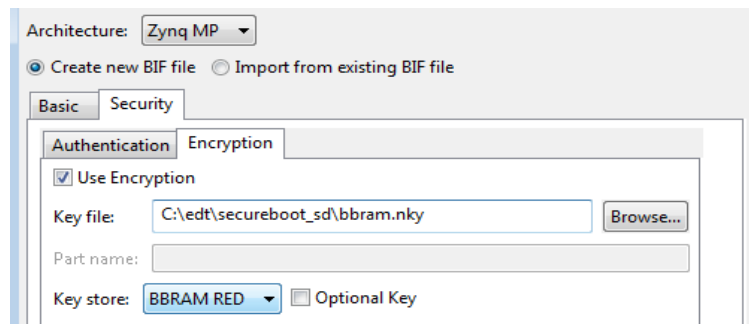 Architecture: Zynq MP
Create new BIF file Import from existing BIF file
Basic Security
Authentication Encryption
Use Encryption
Key file: C:\edt\secureboot_sd\bbram.nky Browse...
Part name:
Key store: BBRAM RED Optional Key